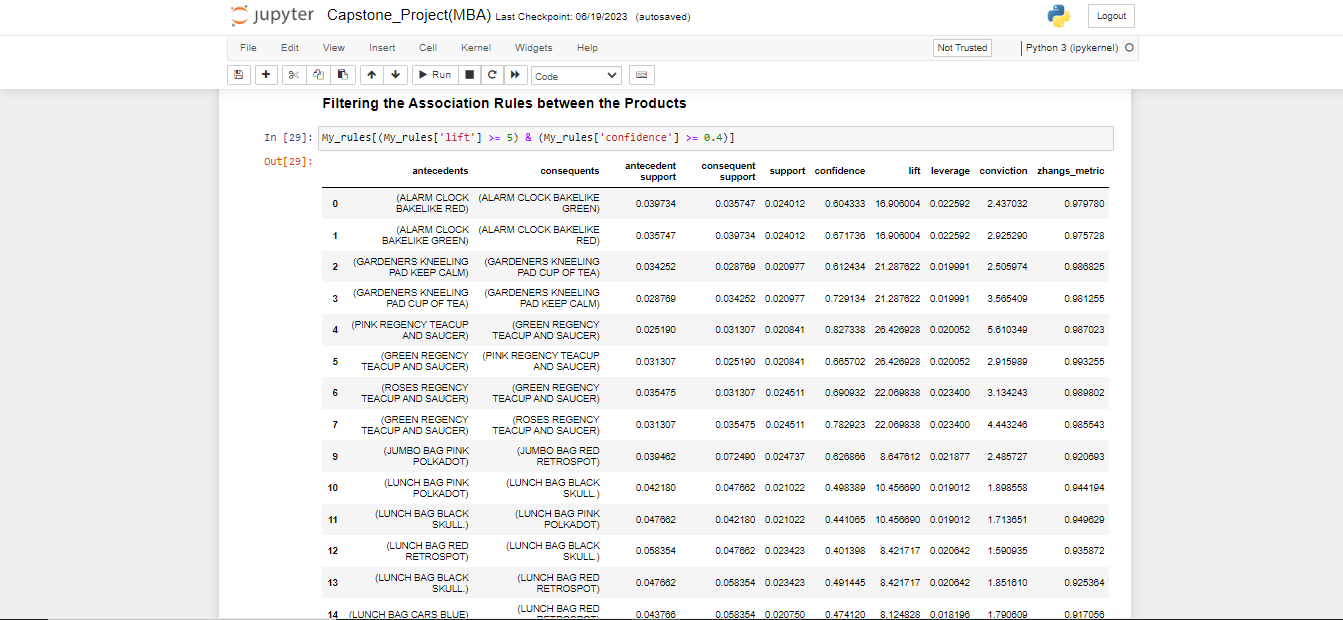 jupyter Capstone_Project(MBA) Last Checkpoint: 06/19/2023 (autosaved)
Logout
File Edit View Insert Cell Kernel Widgets Help
Not Trusted
Python 3 (ipykernel)
Run
Code
Filtering the Association Rules between the Products
In [29]: My_rules[(My_rules['lift'] >= 5) & (My_rules['confidence'] >= 0.4)]
Out[29]:
antecedents consequents antecedent support consequent support support confidence lift leverage conviction zhangs_metric
0 (ALARM CLOCK BAKELIKE RED) (ALARM CLOCK BAKELIKE GREEN) 0.039734 0.035747 0.024012 0.604333 16.906004 0.022592 2.437032 0.979780
1 (ALARM CLOCK BAKELIKE GREEN) (ALARM CLOCK BAKELIKE RED) 0.035747 0.039734 0.024012 0.671736 16.906004 0.022592 2.925290 0.975728
2 (GARDENERS KNEELING PAD KEEP CALM) (GARDENERS KNEELING PAD CUP OF TEA) 0.034252 0.028769 0.020977 0.612434 21.287622 0.019991 2.505974 0.986825
3 (GARDENERS KNEELING PAD CUP OF TEA) (GARDENERS KNEELING PAD KEEP CALM) 0.028769 0.034252 0.020977 0.729134 21.287622 0.019991 3.565409 0.981255
4 (PINK REGENCY TEACUP AND SAUCER) (GREEN REGENCY TEACUP AND SAUCER) 0.025190 0.031307 0.020841 0.827338 26.426928 0.020052 5.610349 0.987023
5 (GREEN REGENCY TEACUP AND SAUCER) (PINK REGENCY TEACUP AND SAUCER) 0.031307 0.025190 0.020841 0.665702 26.426928 0.020052 2.915989 0.993255
6 (ROSES REGENCY TEACUP AND SAUCER) (GREEN REGENCY TEACUP AND SAUCER) 0.035475 0.031307 0.024511 0.690932 22.069838 0.023400 3.134243 0.989802
7 (GREEN REGENCY TEACUP AND SAUCER) (ROSES REGENCY TEACUP AND SAUCER) 0.031307 0.035475 0.024511 0.782923 22.069838 0.023400 4.443246 0.985543
9 (JUMBO BAG PINK POLKADOT) (JUMBO BAG RED RETROSPOT) 0.039462 0.072490 0.024737 0.626866 8.647612 0.021877 2.485727 0.920693
10 (LUNCH BAG PINK POLKADOT) (LUNCH BAG BLACK SKULL.) 0.042180 0.047662 0.021022 0.498389 10.456690 0.019012 1.898558 0.944194
11 (LUNCH BAG BLACK SKULL.) (LUNCH BAG PINK POLKADOT) 0.047662 0.042180 0.021022 0.441065 10.456690 0.019012 1.713651 0.949629
12 (LUNCH BAG RED RETROSPOT) (LUNCH BAG BLACK SKULL.) 0.058354 0.047662 0.023423 0.401398 8.421717 0.020642 1.590935 0.935872
13 (LUNCH BAG BLACK SKULL.) (LUNCH BAG RED RETROSPOT) 0.047662 0.058354 0.023423 0.491445 8.421717 0.020642 1.851610 0.925364
14 (LUNCH BAG CARS BLUE) (LUNCH BAG RED 0.043766 0.058354 0.020750 0.474120 8.124828 0.018196 1.790609 0.917056